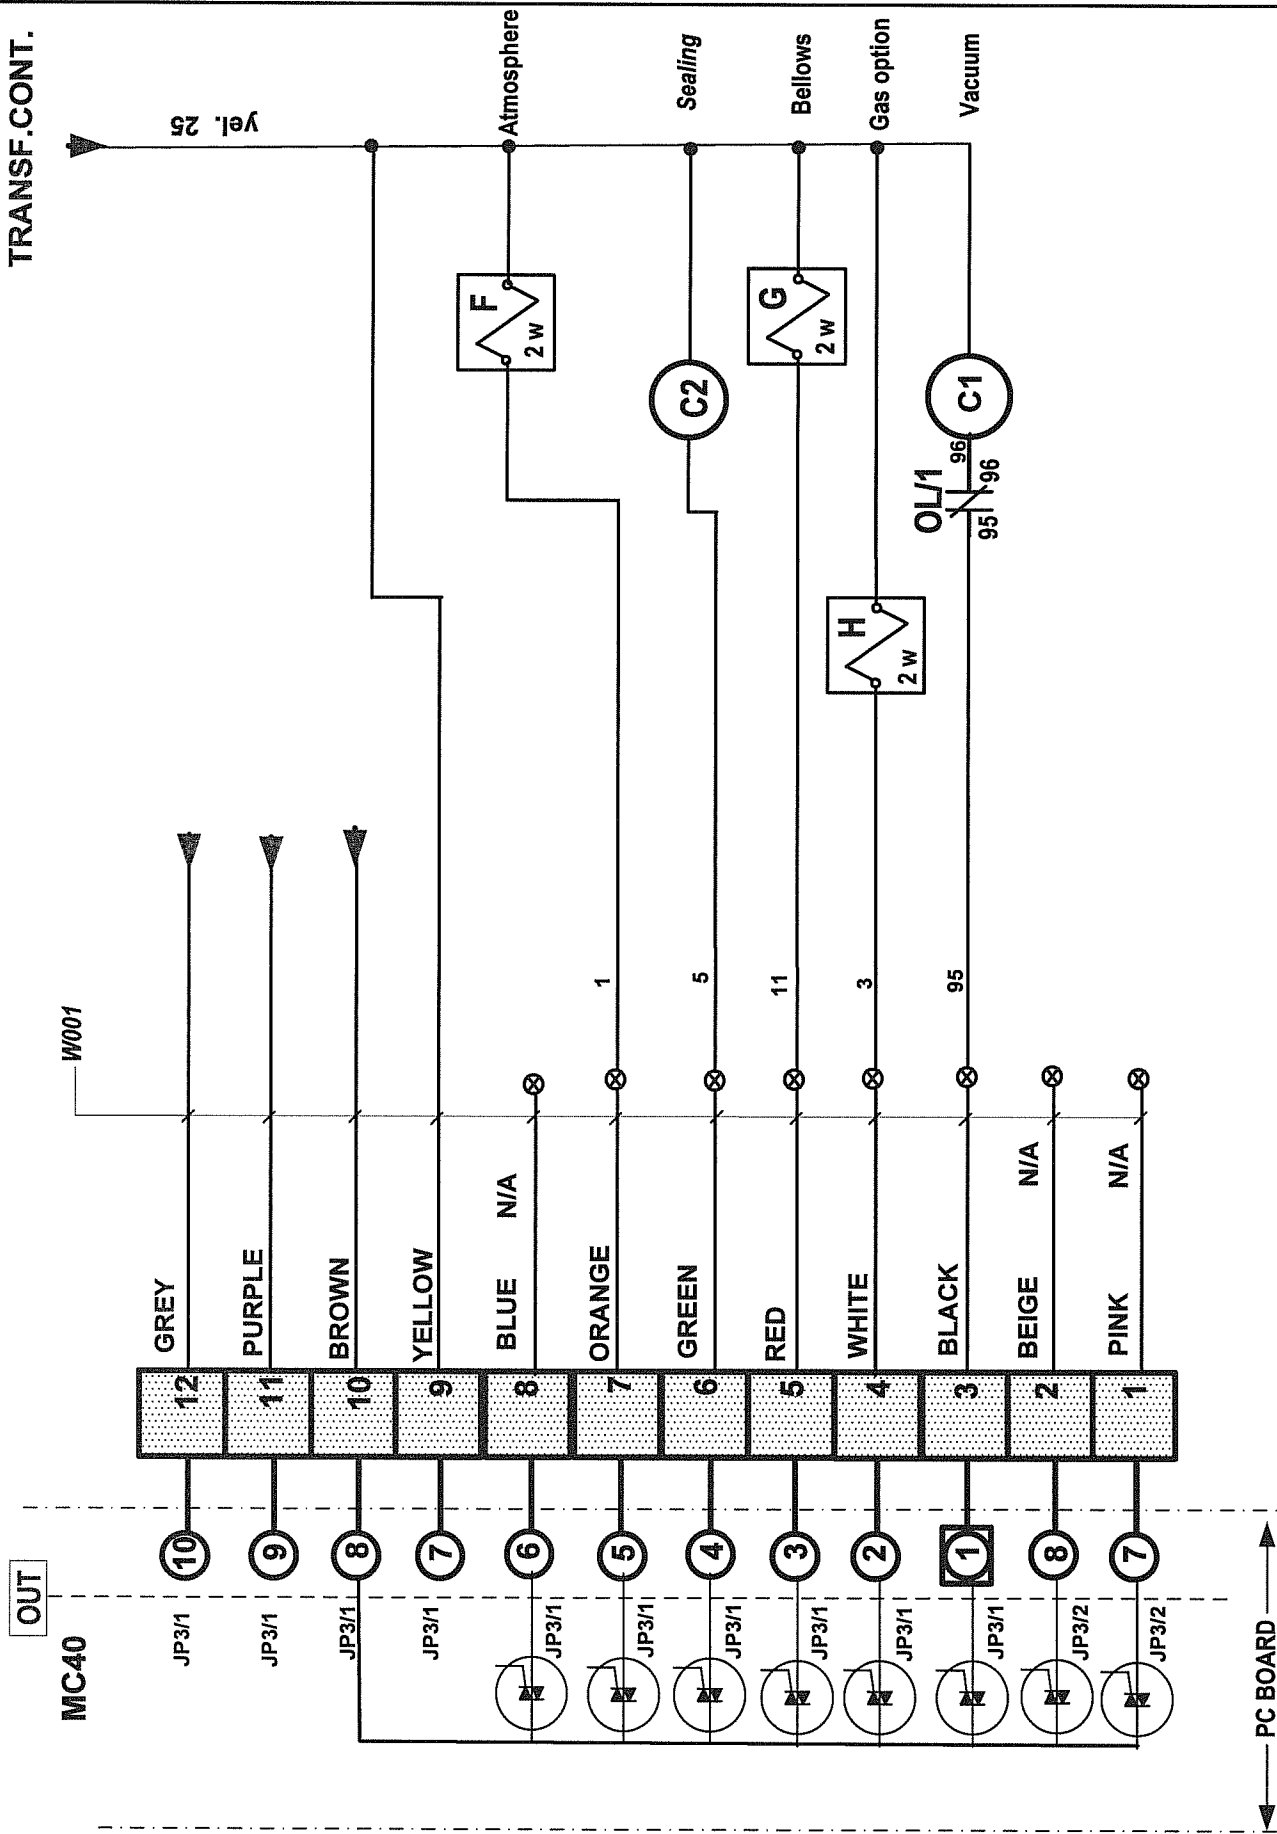 TRANSF.CONT.
yel. 25
Atmosphere
Sealing
Bellows
Gas option
Vacuum
F
2 w
C2
G
2 w
H
2 w
C1
96
OL/1
96
95
W001
1
5
11
3
95
GREY
PURPLE
BROWN
YELLOW
BLUE N/A
ORANGE
GREEN
RED
WHITE
BLACK
BEIGE N/A
PINK N/A
12
11
10
9
8
7
6
5
4
3
2
1
OUT
10
9
8
7
6
5
4
3
2
1
8
7
MC40
JP3/1
JP3/1
JP3/1
JP3/1
JP3/1
JP3/1
JP3/1
JP3/1
JP3/1
JP3/1
JP3/2
JP3/2
PC BOARD